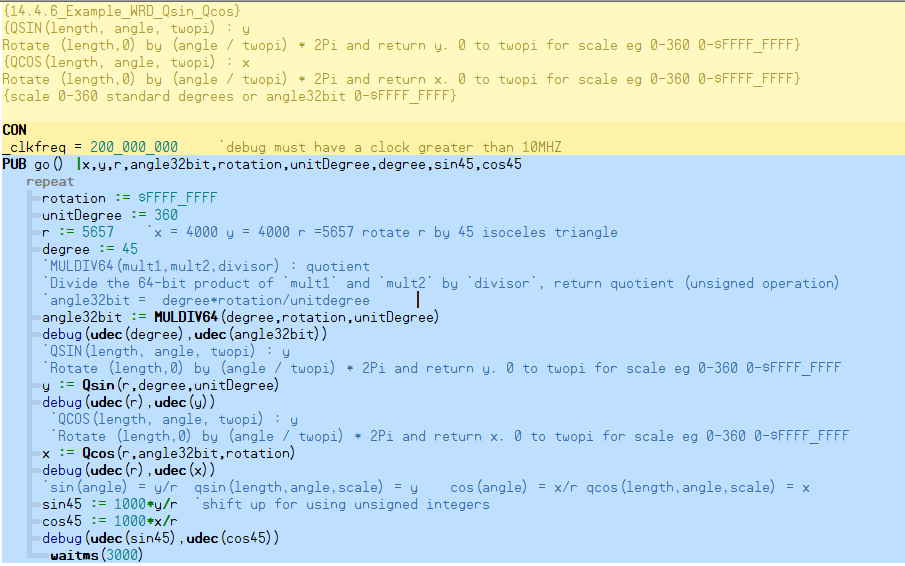 {14.4.6_Example_WRD_Qsin_Qcos}
{QSIN(length, angle, twopi) : y
Rotate (length,0) by (angle / twopi) * 2Pi and return y. 0 to twopi for scale eg 0-360 0-$FFFF_FFFF}
{QCOS(length, angle, twopi) : x
Rotate (length,0) by (angle / twopi) * 2Pi and return x. 0 to twopi for scale eg 0-360 0-$FFFF_FFFF}
{scale 0-360 standard degrees or angle32bit 0-$FFFF_FFFF}
CON
_clkfreq = 200_000_000 'debug must have a clock greater than 10MHZ
PUB go() |x,y,r,angle32bit,rotation,unitDegree,degree,sin45,cos45
repeat
rotation := $FFFF_FFFF
unitDegree := 360
r := 5657 'x = 4000 y = 4000 r =5657 rotate r by 45 isoceles triangle
degree := 45
'MULDIV64(mult1,mult2,divisor) : quotient
'Divide the 64-bit product of 'mult1' and 'mult2' by 'divisor', return quotient (unsigned operation)
'angle32bit = degree*rotation/unitdegree
angle32bit := MULDIV64(degree,rotation,unitDegree)
debug(udec(degree),udec(angle32bit))
'QSIN(length, angle, twopi) : y
'Rotate (length,0) by (angle / twopi) * 2Pi and return y. 0 to twopi for scale eg 0-360 0-$FFFF_FFFF
y := Qsin(r,degree,unitDegree)
debug(udec(r),udec(y))
'QCOS(length, angle, twopi) : y
'Rotate (length,0) by (angle / twopi) * 2Pi and return x. 0 to twopi for scale eg 0-360 0-$FFFF_FFFF
x := Qcos(r,angle32bit,rotation)
debug(udec(r),udec(x))
'sin(angle) = y/r qsin(length,angle,scale) = y cos(angle) = x/r qcos(length,angle,scale) = x
sin45 := 1000*y/r 'shift up for using unsigned integers
cos45 := 1000*x/r
debug(udec(sin45),udec(cos45))
waitms(3000)